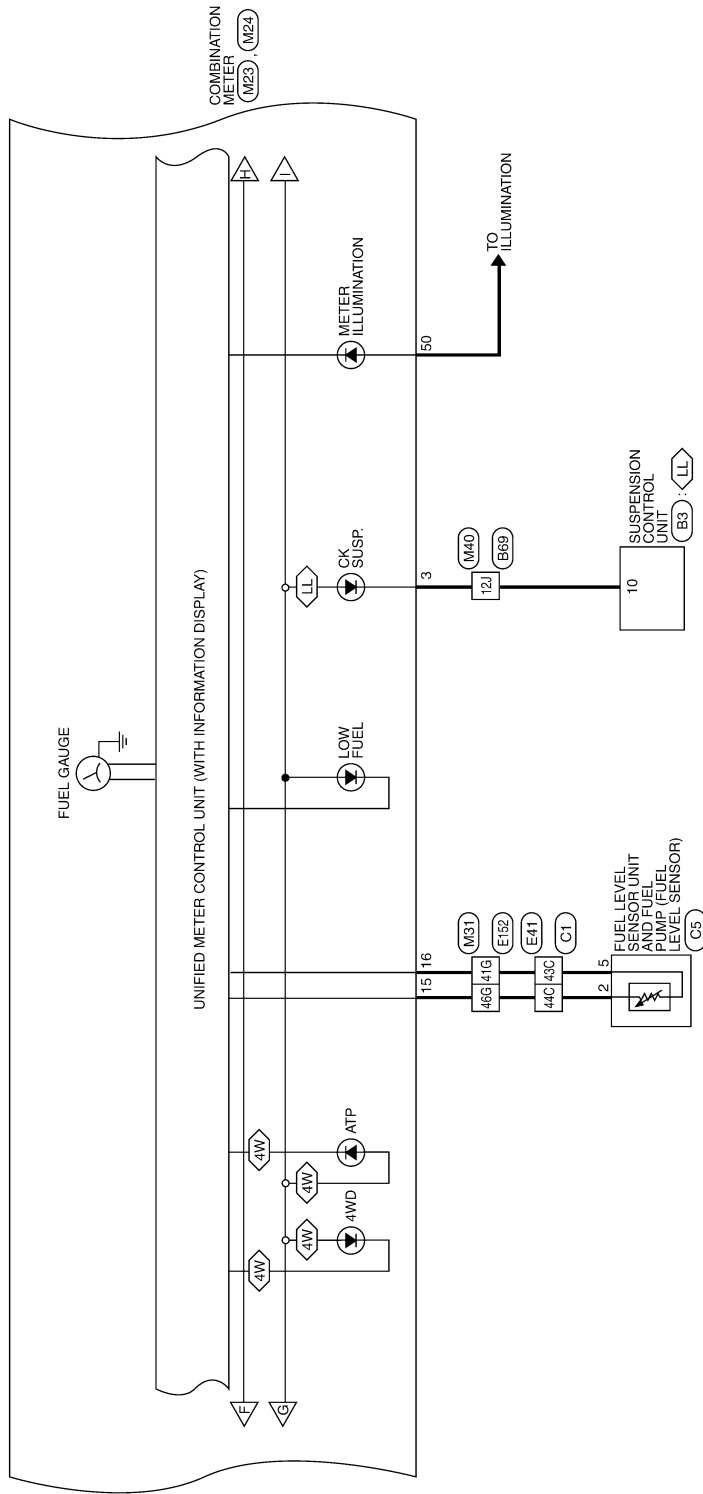 COMBINATION
METER
M23 , M24
FUEL GAUGE
UNIFIED METER CONTROL UNIT (WITH INFORMATION DISPLAY)
F
H
G
I
4W
4W
4W
4W
LL
4WD
ATP
LOW
FUEL
CK
SUSP.
METER
ILLUMINATION
15
16
3
50
46G
41G
M31
E152
44C
43C
E41
C1
2
5
FUEL LEVEL
SENSOR UNIT
AND FUEL
PUMP (FUEL
LEVEL SENSOR)
C5
12J
M40
B69
10
SUSPENSION
CONTROL
UNIT
B3 : LL
TO
ILLUMINATION